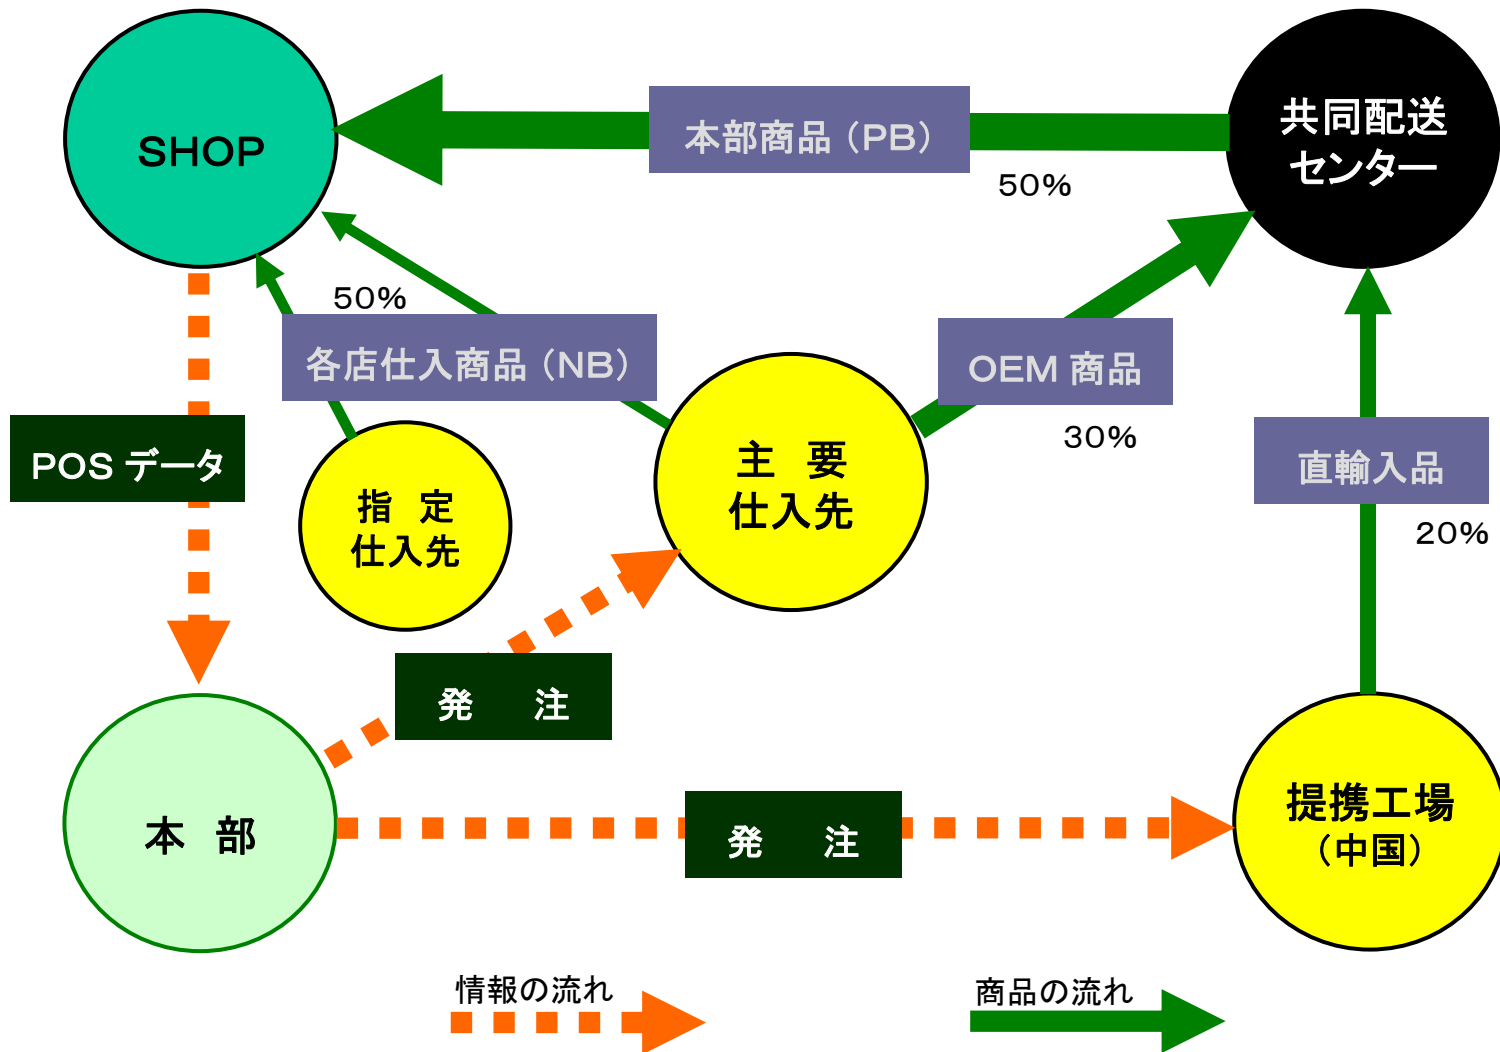 SHOP
本部商品（PB）
50%
共同配送
センター
50%
各店仕入商品（NB）
OEM 商品
30%
POS データ
指　定
仕入先
主　要
仕入先
直輸入品
20%
発　　注
本　部
発　　注
提携工場
（中国）
情報の流れ
商品の流れ